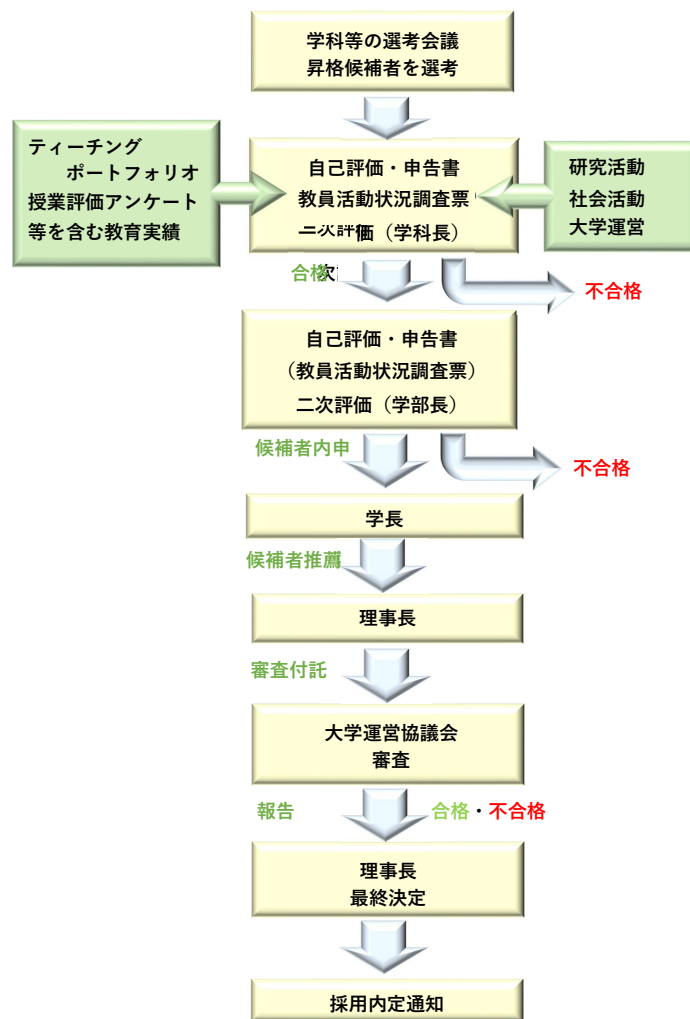 学科等の選考会議
昇格候補者を選考
ティーチング
ポートフォリオ
授業評価アンケート
等を含む教育実績
自己評価・申告書
教員活動状況調査票
二次評価（学科長）
研究活動
社会活動
大学運営
合格
不合格
自己評価・申告書
（教員活動状況調査票）
二次評価（学部長）
候補者内申
不合格
学長
候補者推薦
理事長
審査付託
大学運営協議会
審査
報告
合格・不合格
理事長
最終決定
採用内定通知